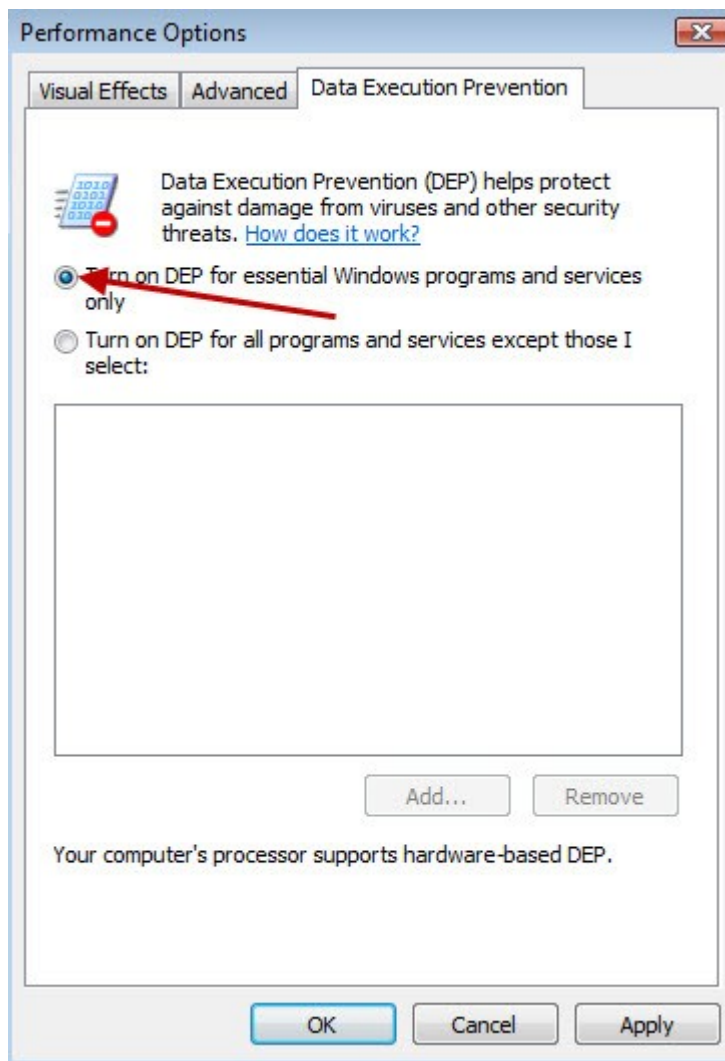 Performance Options
Visual Effects
Advanced
Data Execution Prevention
Data Execution Prevention (DEP) helps protect
against damage from viruses and other security
threats. How does it work?
Turn on DEP for essential Windows programs and services
only
Turn on DEP for all programs and services except those I
select:
Add...
Remove
Your computer's processor supports hardware-based DEP.
OK
Cancel
Apply